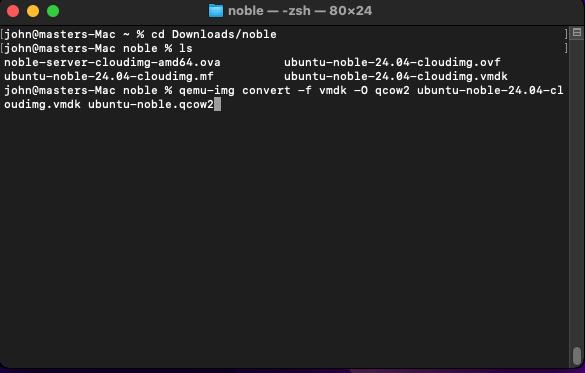 noble — -zsh — 80×24
[john@masters-Mac ~ % cd Downloads/noble ]
[john@masters-Mac noble % ls ]
noble-server-cloudimg-amd64.ova ubuntu-noble-24.04-cloudimg.ovf
ubuntu-noble-24.04-cloudimg.mf ubuntu-noble-24.04-cloudimg.vmdk
john@masters-Mac noble % qemu-img convert -f vmdk -O qcow2 ubuntu-noble-24.04-cl
oudimg.vmdk ubuntu-noble.qcow2